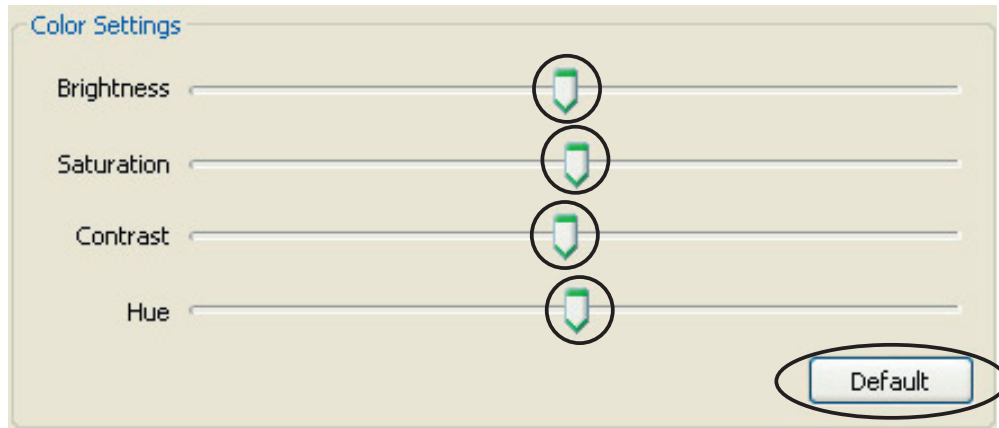 Color Settings
Brightness
Saturation
Contrast
Hue
Default